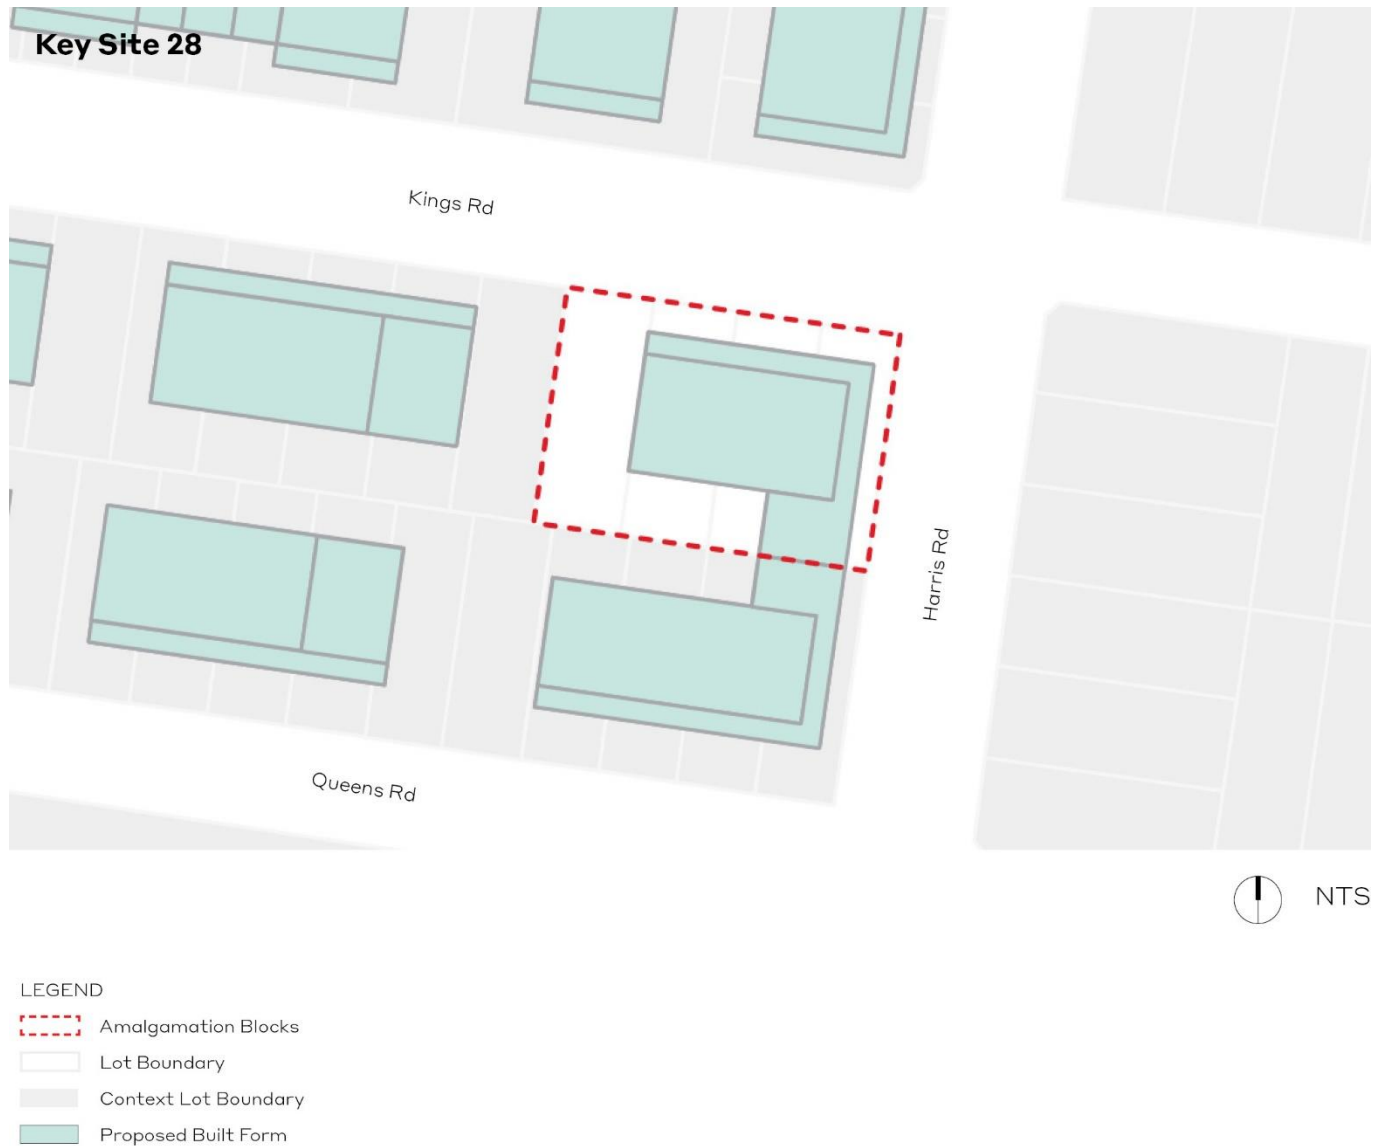 Key Site 28
Kings Rd
Harris Rd
Queens Rd
NTS
LEGEND
Amalgamation Blocks
Lot Boundary
Context Lot Boundary
Proposed Built Form